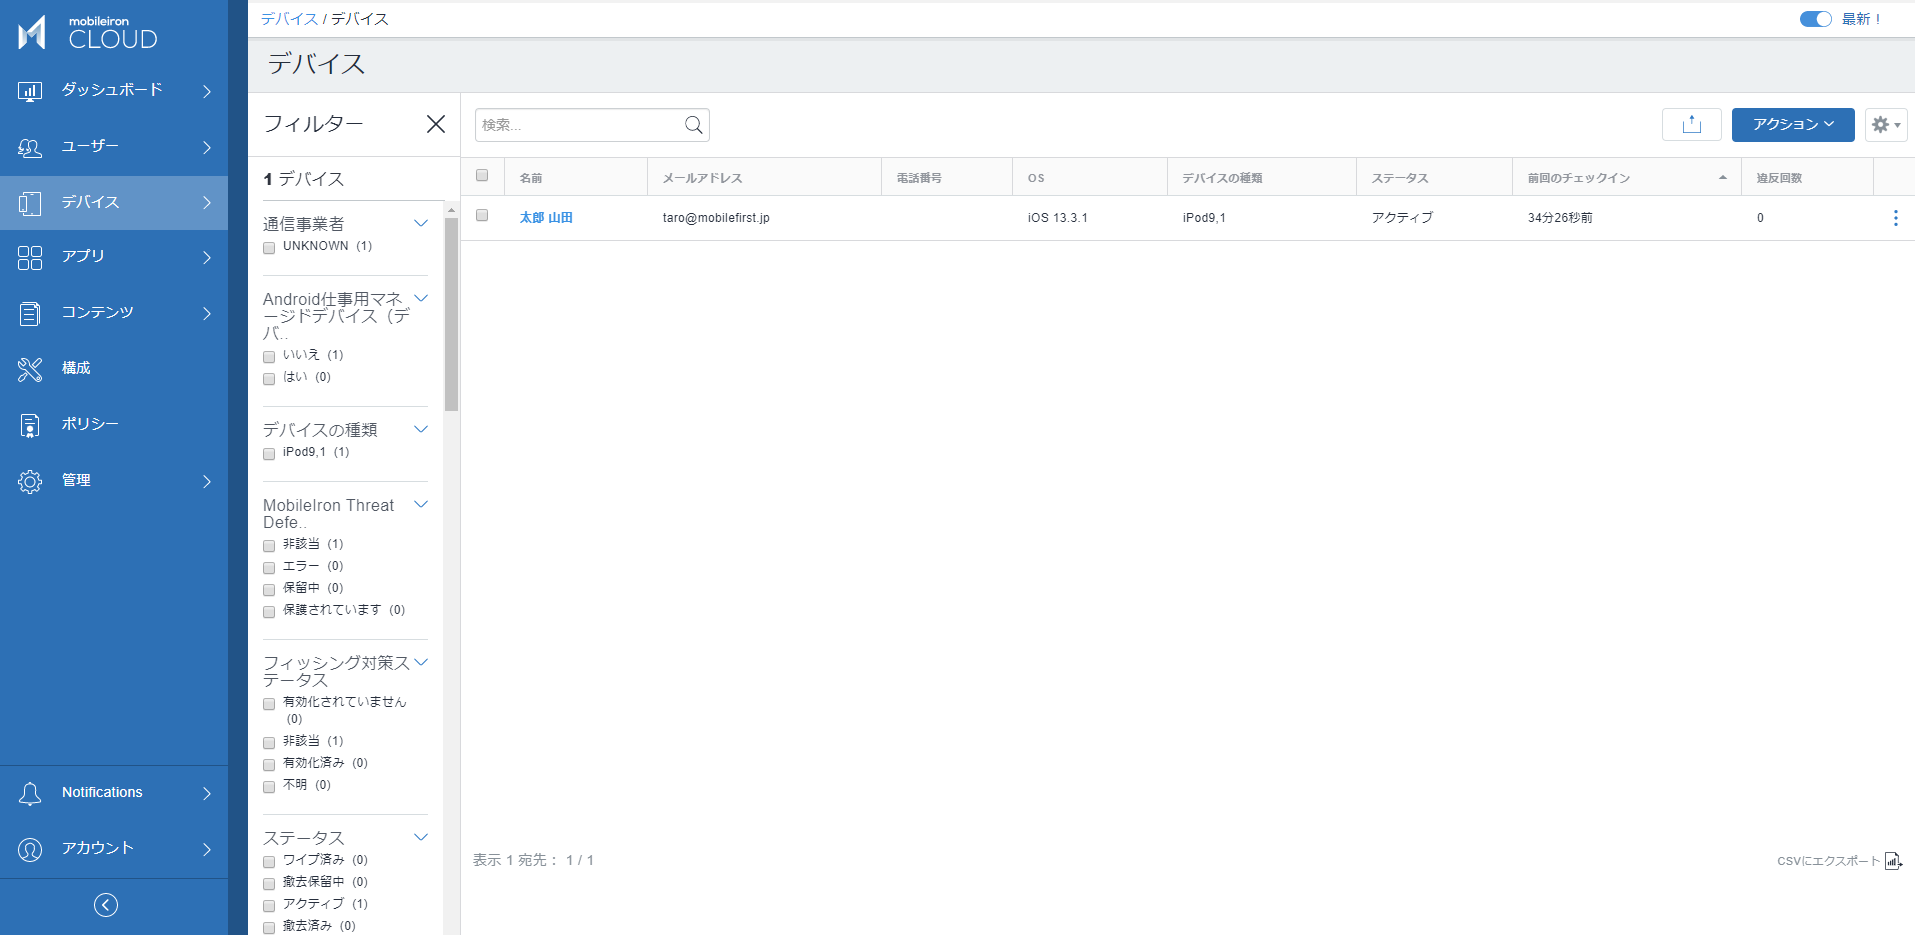 mobileiron
CLOUD
ダッシュボード
ユーザー
デバイス
アプリ
コンテンツ
構成
ポリシー
管理
Notifications
アカウント
デバイス / デバイス
最新！
デバイス
フィルター
1 デバイス
通信事業者
UNKNOWN (1)
Android仕事用マネ
ージドデバイス（デ
バ..
いいえ (1)
はい (0)
デバイスの種類
iPod9,1 (1)
MobileIron Threat
Defe..
非該当 (1)
エラー (0)
保留中 (0)
保護されています (0)
フィッシング対策ス
テータス
有効化されていません
(0)
非該当 (1)
有効化済み (0)
不明 (0)
ステータス
ワイプ済み (0)
撤去保留中 (0)
アクティブ (1)
撤去済み (0)
検索...
アクション
名前 メールアドレス 電話番号 OS デバイスの種類 ステータス 前回のチェックイン 違反回数
太郎 山田 taro@mobilefirst.jp iOS 13.3.1 iPod9,1 アクティブ 34分26秒前 0
表示 1 宛先： 1 / 1
CSVにエクスポート